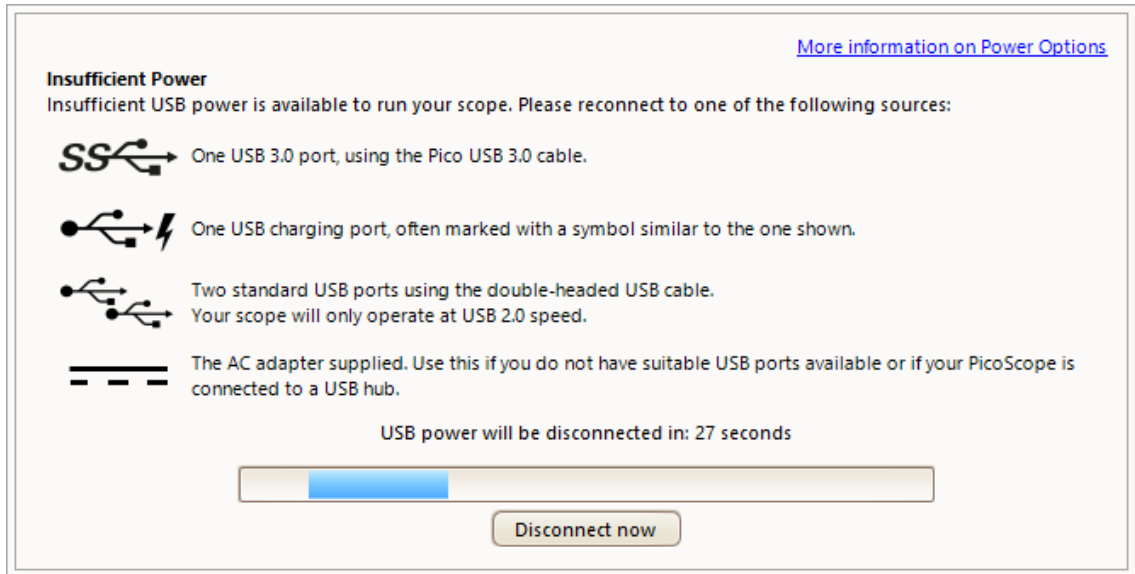 More information on Power Options
Insufficient Power
Insufficient USB power is available to run your scope. Please reconnect to one of the following sources:
One USB 3.0 port, using the Pico USB 3.0 cable.
One USB charging port, often marked with a symbol similar to the one shown.
Two standard USB ports using the double-headed USB cable.
Your scope will only operate at USB 2.0 speed.
The AC adapter supplied. Use this if you do not have suitable USB ports available or if your PicoScope is
connected to a USB hub.
USB power will be disconnected in: 27 seconds
Disconnect now